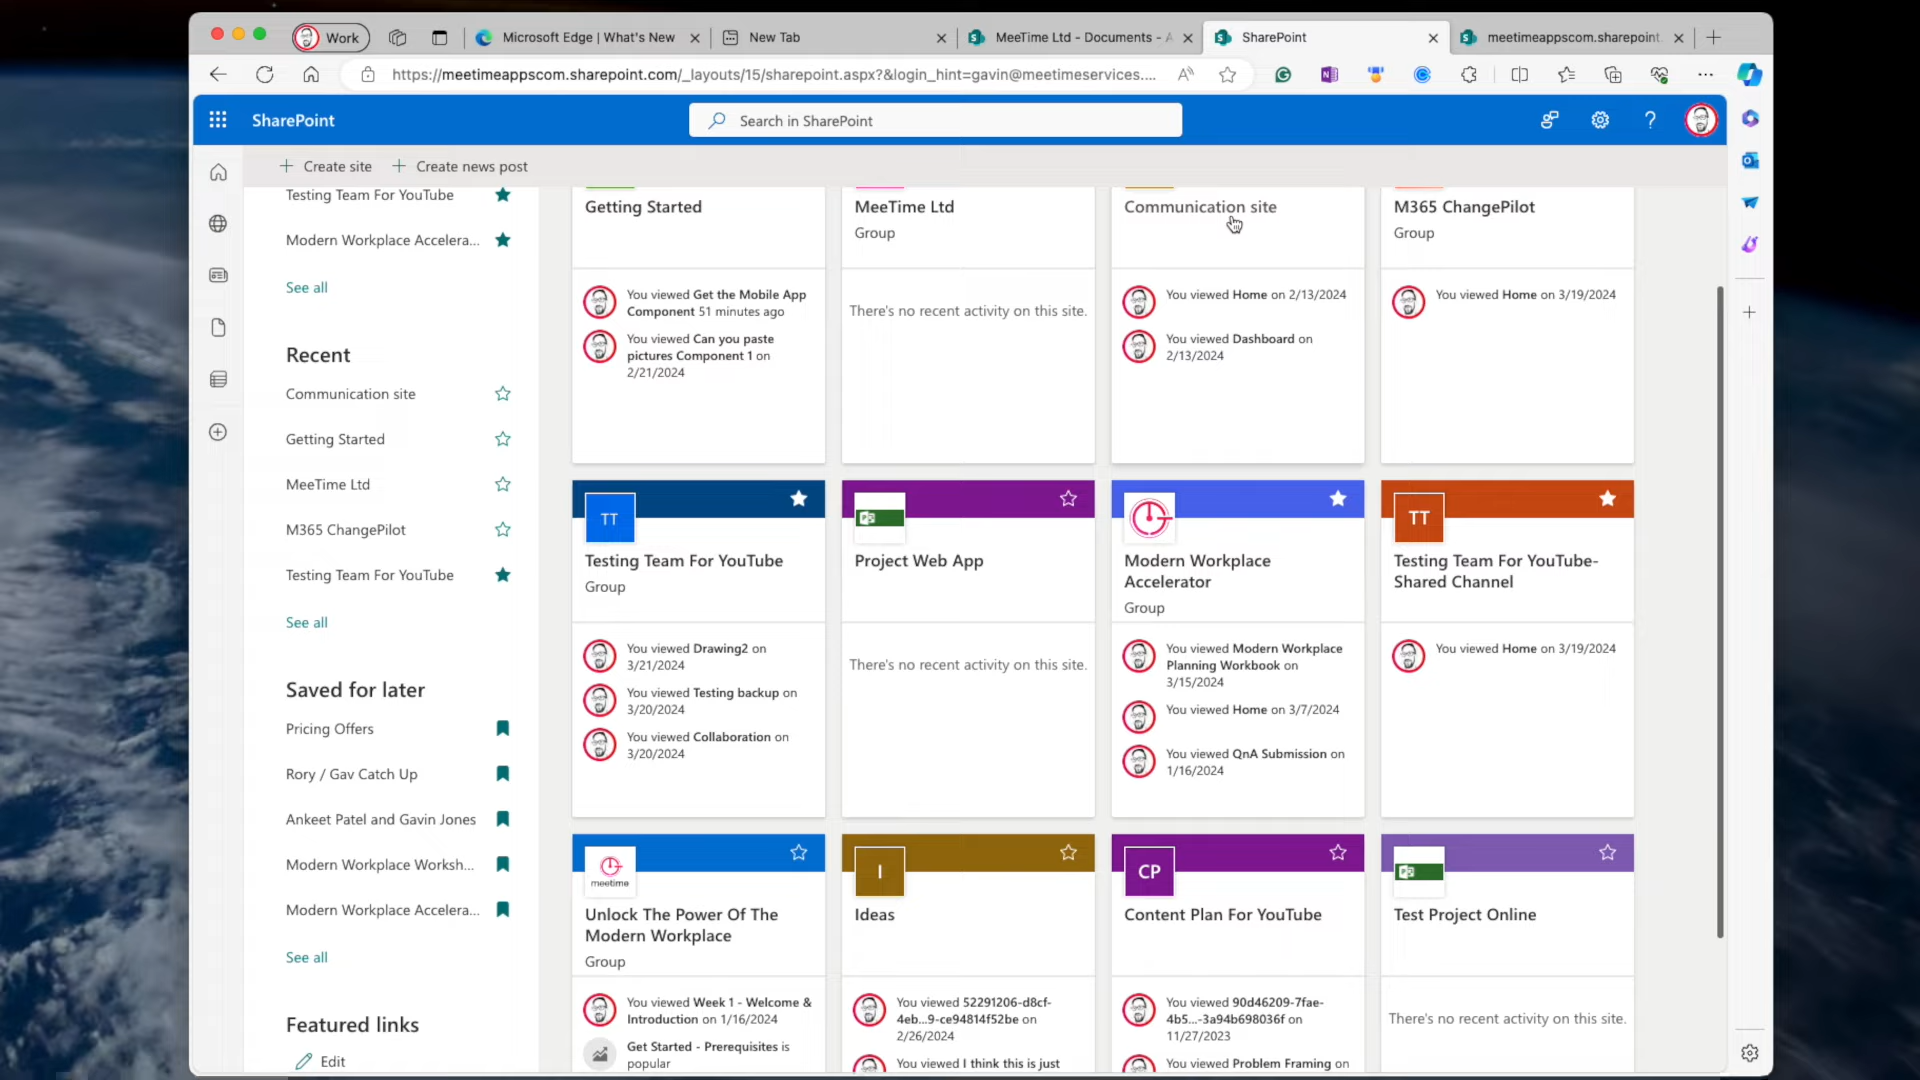 Work
Microsoft Edge | What's New
New Tab
MeeTime Ltd - Documents - A
SharePoint
meetimeappscom.sharepoint.
https://meetimeappscom.sharepoint.com/_layouts/15/sharepoint.aspx?&login_hint=gavin@meetimeservices....
SharePoint
Search in SharePoint
Create site
Create news post
Testing Team For YouTube
Modern Workplace Accelera...
See all
Recent
Communication site
Getting Started
MeeTime Ltd
M365 ChangePilot
Testing Team For YouTube
See all
Saved for later
Pricing Offers
Rory / Gav Catch Up
Ankeet Patel and Gavin Jones
Modern Workplace Worksh...
Modern Workplace Accelera...
See all
Featured links
Edit
Getting Started
You viewed Get the Mobile App
Component 51 minutes ago
You viewed Can you paste
pictures Component 1 on
2/21/2024
MeeTime Ltd
Group
There's no recent activity on this site.
Communication site
You viewed Home on 2/13/2024
You viewed Dashboard on
2/13/2024
M365 ChangePilot
Group
You viewed Home on 3/19/2024
TT
Testing Team For YouTube
Group
You viewed Drawing2 on
3/21/2024
You viewed Testing backup on
3/20/2024
You viewed Collaboration on
3/20/2024
Project Web App
There's no recent activity on this site.
Modern Workplace
Accelerator
Group
You viewed Modern Workplace
Planning Workbook on
3/15/2024
You viewed Home on 3/7/2024
You viewed QnA Submission on
1/16/2024
TT
Testing Team For YouTube-
Shared Channel
You viewed Home on 3/19/2024
meetime
Unlock The Power Of The
Modern Workplace
Group
You viewed Week 1 - Welcome &
Introduction on 1/16/2024
Get Started - Prerequisites is
popular
I
Ideas
You viewed 52291206-d8cf-
4eb...9-ce94814f52be on
2/26/2024
You viewed I think this is just
CP
Content Plan For YouTube
You viewed 90d46209-7fae-
4b5...-3a94b698036f on
11/27/2023
You viewed Problem Framing on
Test Project Online
There's no recent activity on this site.